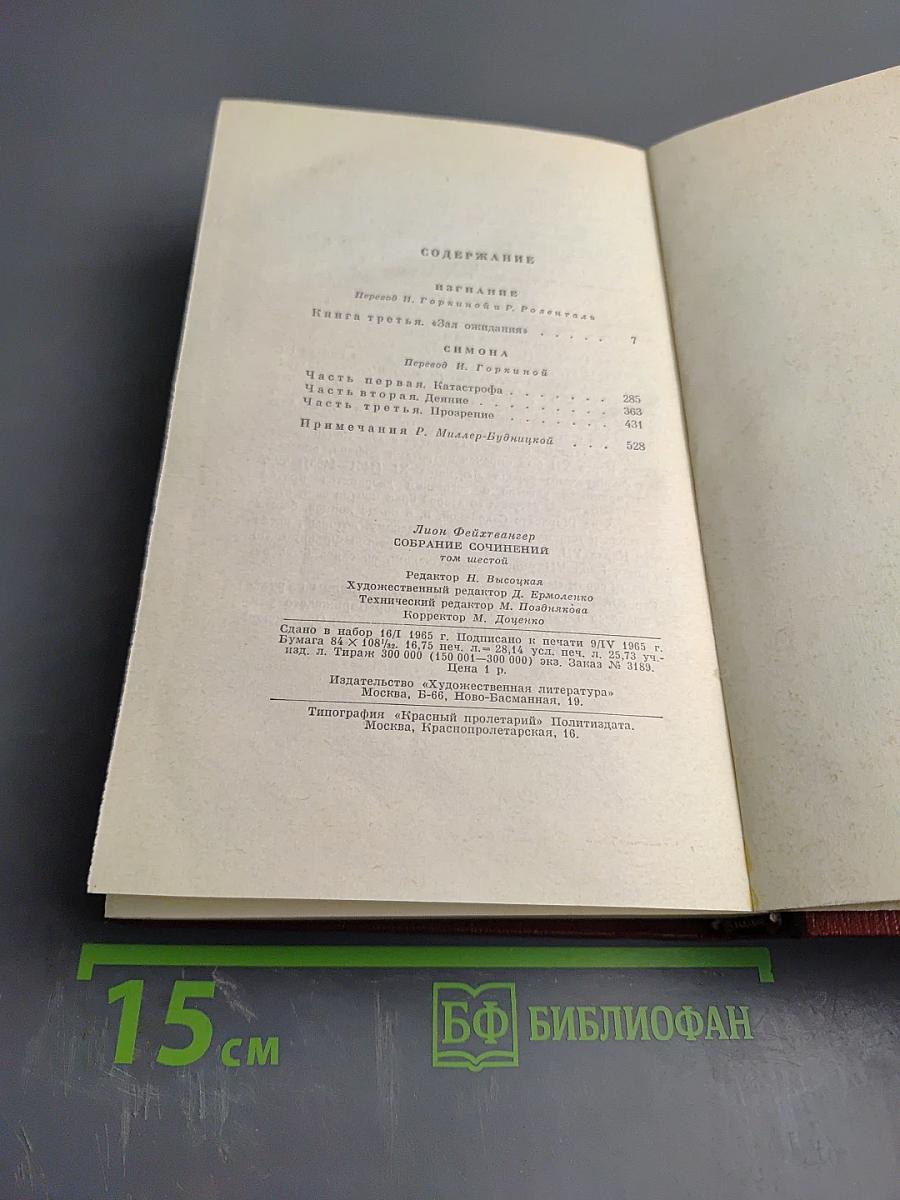 СОДЕРЖАНИЕ
ИЗГНАНИЕ
Перевод И. Горкиной и Р. Розенталь
Книга третья. «Зал ожидания» . . . . . 7
СИМОНА
Перевод И. Горкиной
Часть первая. Катастрофа . . . . . . . 285
Часть вторая. Деяние . . . . . . . . . 363
Часть третья. Прозрение . . . . . . . 431
Примечания Р. Миллер-Будницкой . . . 528
Лион Фейхтвангер
СОБРАНИЕ СОЧИНЕНИЙ
том шестой
Редактор Н. Высоцкая
Художественный редактор Д. Ермоленко
Технический редактор М. Позднякова
Корректор М. Доценко
Сдано в набор 16/I 1965 г. Подписано к печати 9/IV 1965 г.
Бумага 84 × 108¹/₃₂. 16,75 печ. л.= 28,14 усл. печ. л. 25,73 уч.-
изд. л. Тираж 300 000 (150 001—300 000) экз. Заказ № 3189.
Цена 1 р.
Издательство «Художественная литература»
Москва, Б-66, Ново-Басманная, 19.
Типография «Красный пролетарий» Политиздата.
Москва, Краснопролетарская, 16.
15 см
БФ БИБЛИОФАН